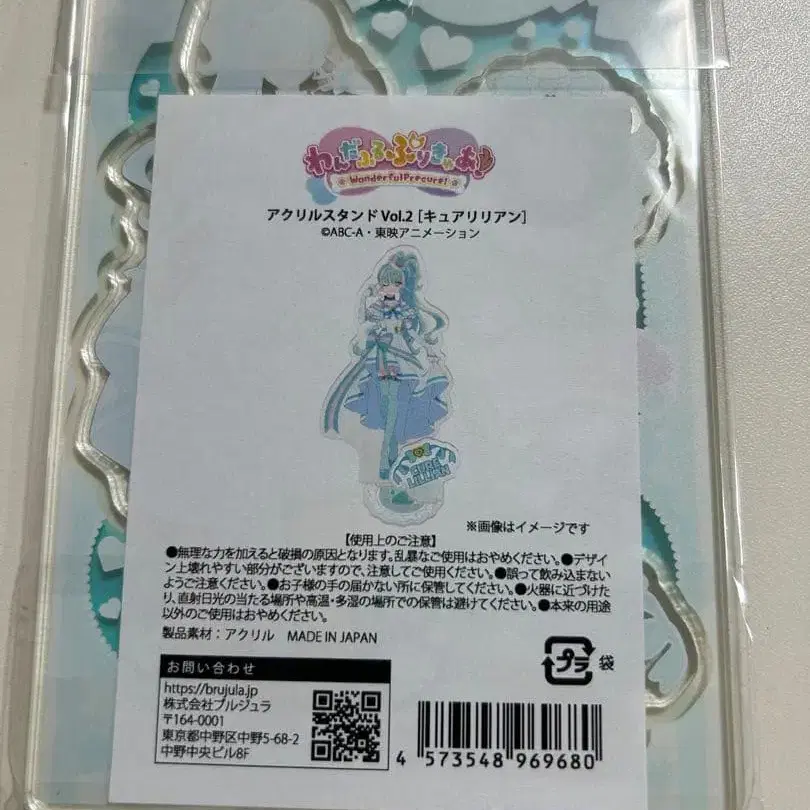 わんだふるぷりきゅあ!
WonderfulPrecure!
アクリルスタンド Vol.2 [キュアリリアン]
©ABC-A・東映アニメーション
CURE
LILLIAN
※画像はイメージです
【使用上のご注意】
●無理な力を加えると破損の原因となります。乱暴なご使用はおやめください。●デザイン
上壊れやすい部分がございますので、注意してご使用ください。●誤って飲み込まない
ようご注意ください。●お子様の手の届かない所に保管してください。●火器に近づけた
り、直射日光の当たる場所や高温・多湿の場所での保管は避けてください。●本来の用途
以外のご使用はおやめください。
製品素材：アクリル MADE IN JAPAN
お問い合わせ
https://brujula.jp
株式会社ブルジュラ
〒164-0001
東京都中野区中野5-68-2
中野中央ビル8F
プラ
袋
4 573548 969680